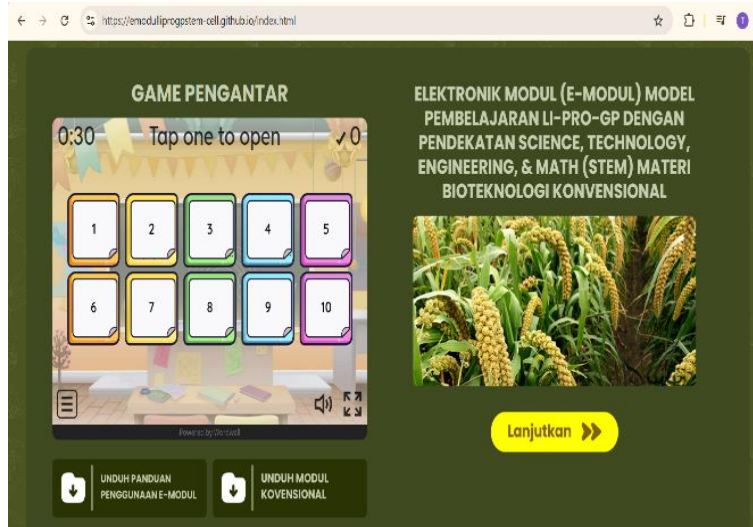 https://emodulliprogpstem-cell.github.io/index.html
GAME PENGANTAR
0:30 Tap one to open ✓0
1 2 3 4 5
6 7 8 9 10
Powered by Wordwall
UNDUH PANDUAN
PENGGUNAAN E-MODUL
UNDUH MODUL
KOVENSIONAL
ELEKTRONIK MODUL (E-MODUL) MODEL
PEMBELAJARAN LI-PRO-GP DENGAN
PENDEKATAN SCIENCE, TECHNOLOGY,
ENGINEERING, & MATH (STEM) MATERI
BIOTEKNOLOGI KONVENSIONAL
Lanjutkan